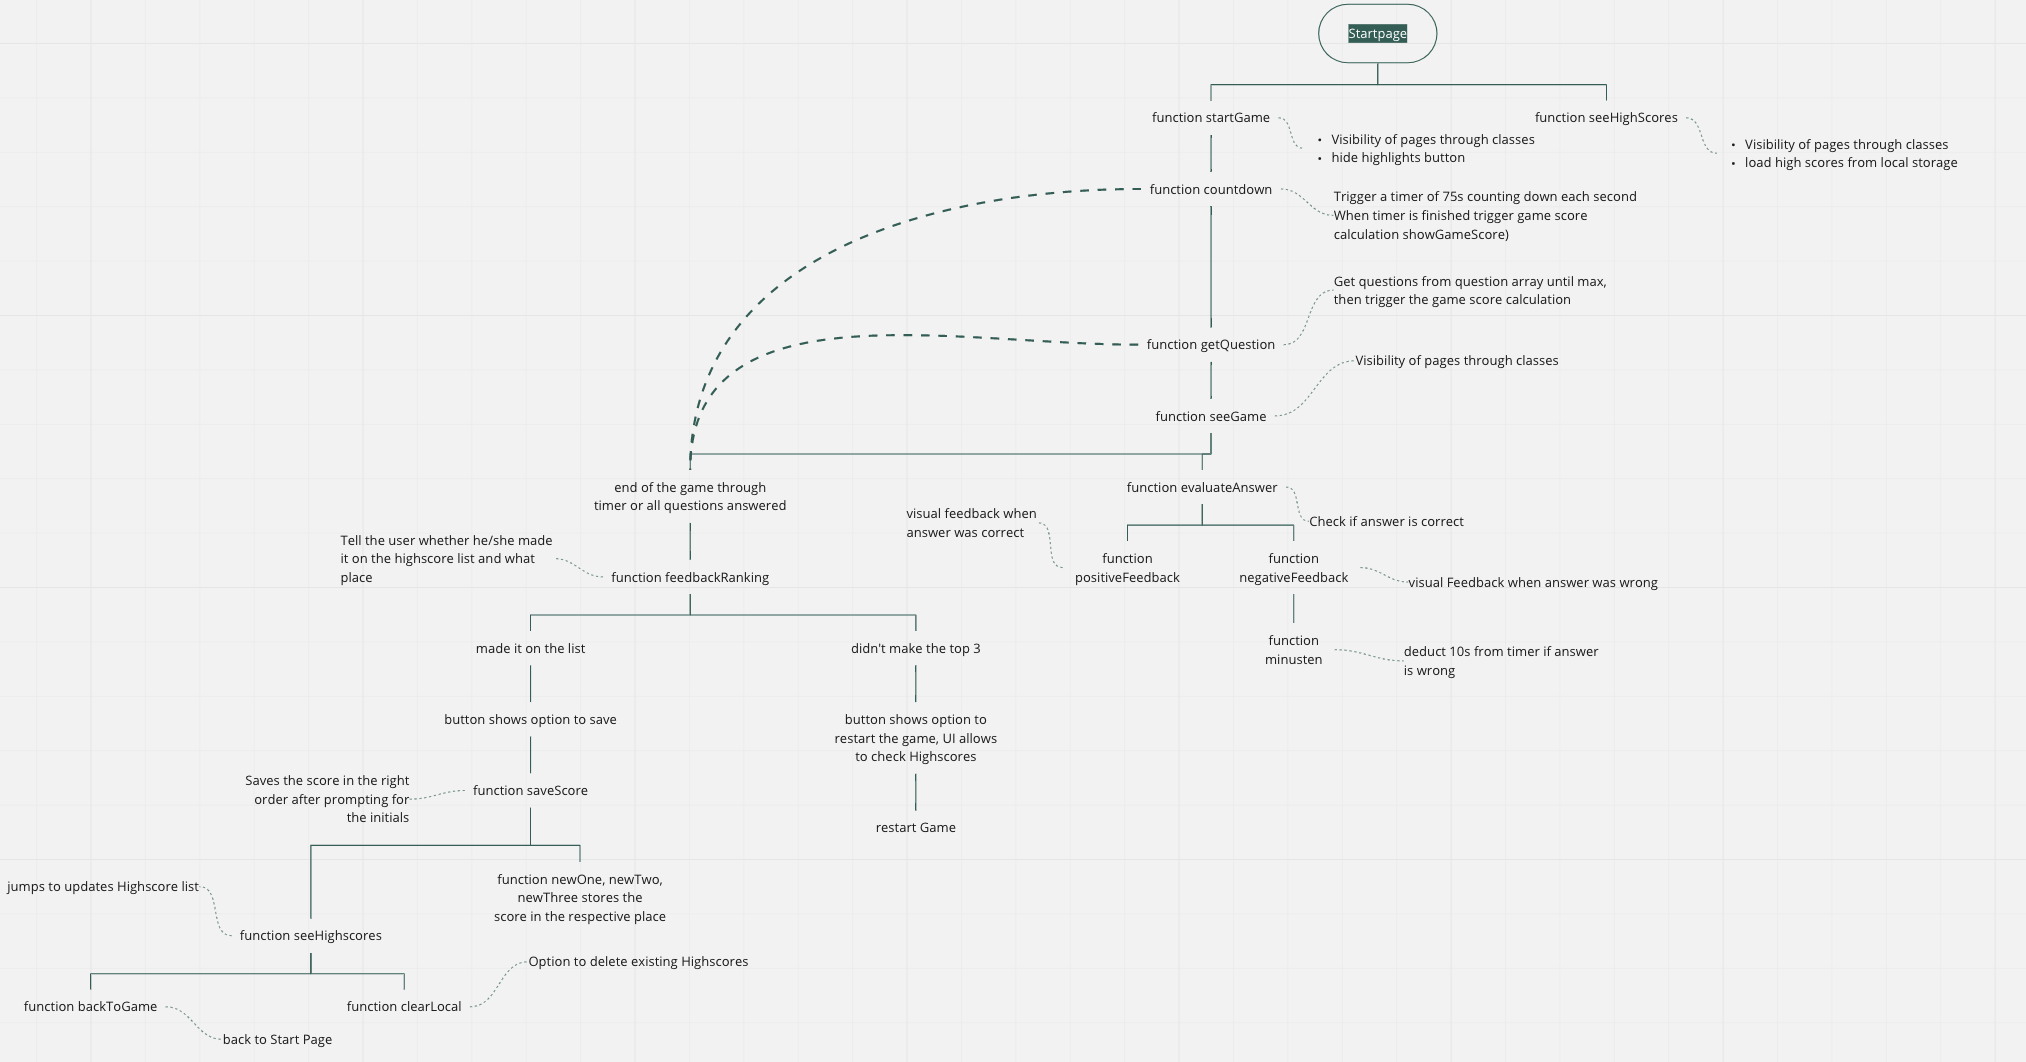 Startpage
function startGame
function seeHighScores
• Visibility of pages through classes
• hide highlights button
• Visibility of pages through classes
• load high scores from local storage
function countdown
Trigger a timer of 75s counting down each second
When timer is finished trigger game score
calculation showGameScore)
Get questions from question array until max,
then trigger the game score calculation
function getQuestion
Visibility of pages through classes
function seeGame
end of the game through
timer or all questions answered
function evaluateAnswer
visual feedback when
answer was correct
Check if answer is correct
Tell the user whether he/she made
it on the highscore list and what
place
function feedbackRanking
function
positiveFeedback
function
negativeFeedback
visual Feedback when answer was wrong
made it on the list
didn't make the top 3
function
minusten
deduct 10s from timer if answer
is wrong
button shows option to save
button shows option to
restart the game, UI allows
to check Highscores
Saves the score in the right
order after prompting for
the initials
function saveScore
restart Game
jumps to updates Highscore list
function newOne, newTwo,
newThree stores the
score in the respective place
function seeHighscores
Option to delete existing Highscores
function backToGame
function clearLocal
back to Start Page